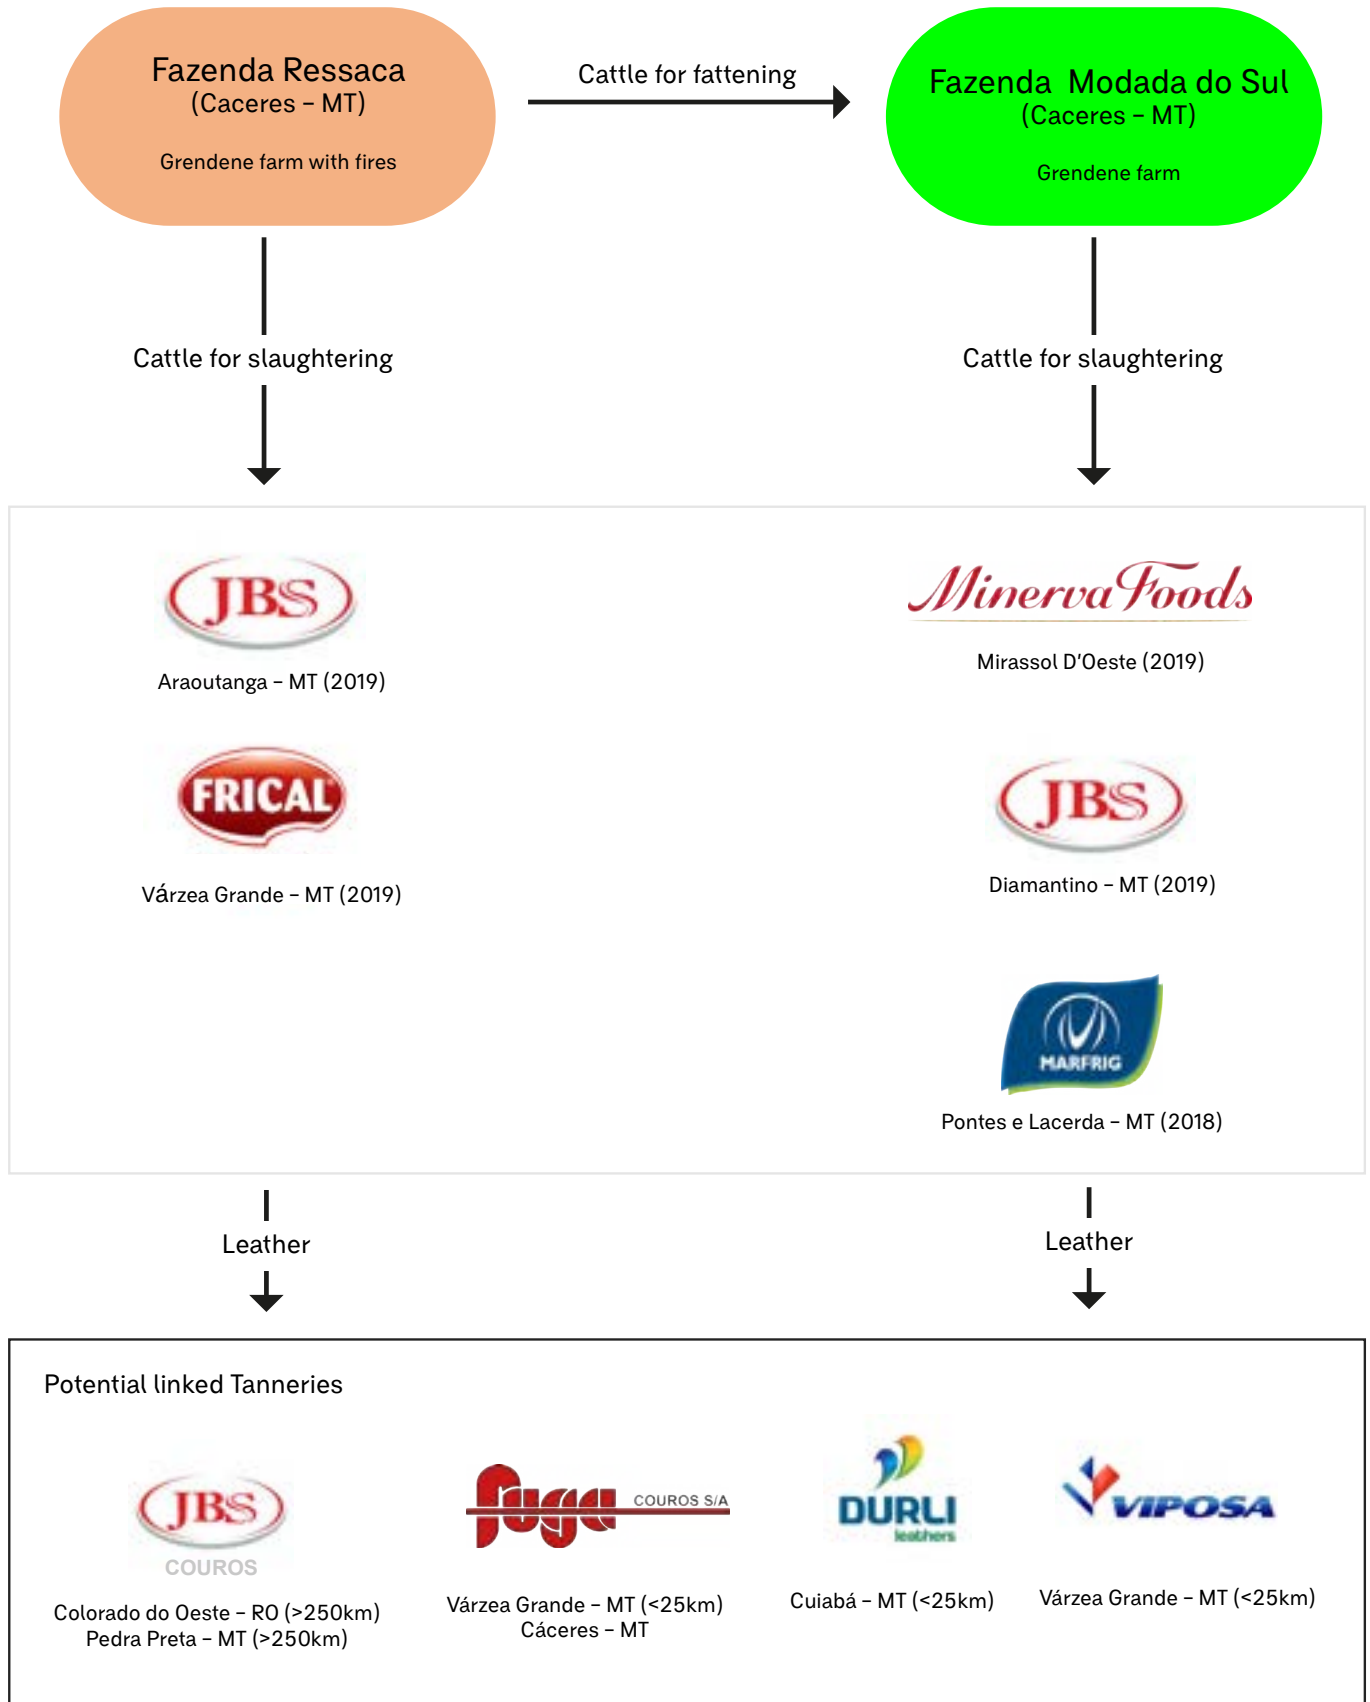 Fazenda Ressaca
(Caceres – MT)
Grendene farm with fires
Cattle for fattening
Fazenda Modada do Sul
(Caceres – MT)
Grendene farm
Cattle for slaughtering
Cattle for slaughtering
JBS
Araoutanga – MT (2019)
FRICAL
Várzea Grande – MT (2019)
Minerva Foods
Mirassol D'Oeste (2019)
JBS
Diamantino – MT (2019)
MARFRIG
Pontes e Lacerda – MT (2018)
Leather
Leather
Potential linked Tanneries
JBS
COUROS
Colorado do Oeste – RO (>250km)
Pedra Preta – MT (>250km)
fuga COUROS S/A
Várzea Grande – MT (<25km)
Cáceres – MT
DURLI
leathers
Cuiabá – MT (<25km)
VIPOSA
Várzea Grande – MT (<25km)